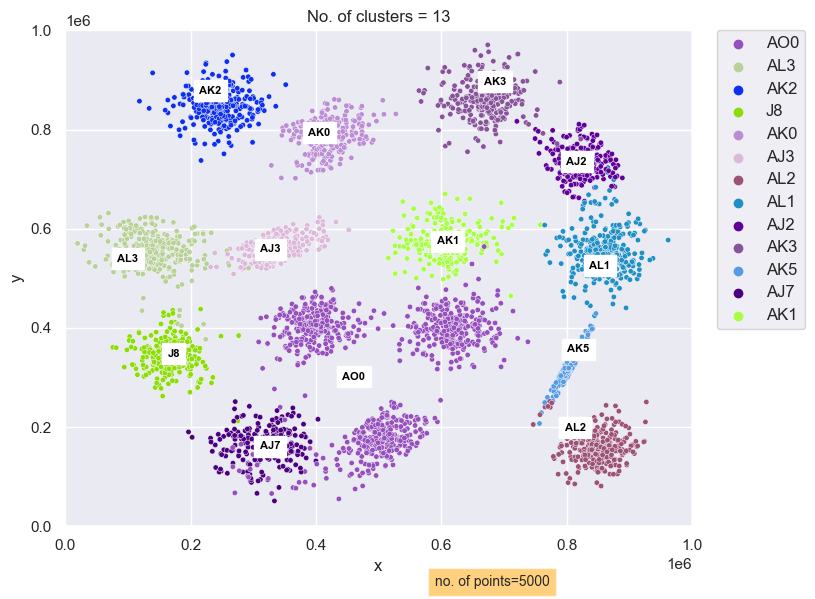 No. of clusters = 13
1e6
1.0
0.8
0.6
0.4
0.2
0.0
y
AK2
AK3
AK0
AJ2
AK1
AJ3
AL3
AL1
AK5
J8
AO0
AL2
AJ7
0.0 0.2 0.4 0.6 0.8 1.0
x
1e6
no. of points=5000
AO0
AL3
AK2
J8
AK0
AJ3
AL2
AL1
AJ2
AK3
AK5
AJ7
AK1